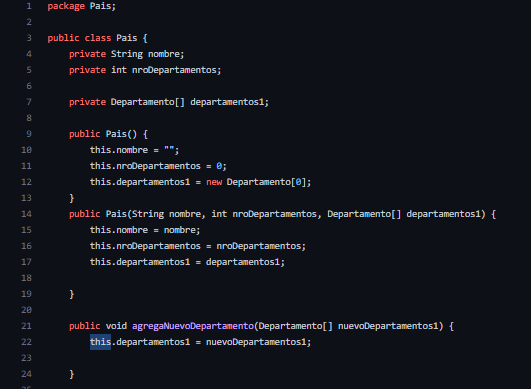 1 package Pais;
2
3 public class Pais {
4 private String nombre;
5 private int nroDepartamentos;
6
7 private Departamento[] departamentos1;
8
9 public Pais() {
10 this.nombre = "";
11 this.nroDepartamentos = 0;
12 this.departamentos1 = new Departamento[0];
13 }
14 public Pais(String nombre, int nroDepartamentos, Departamento[] departamentos1) {
15 this.nombre = nombre;
16 this.nroDepartamentos = nroDepartamentos;
17 this.departamentos1 = departamentos1;
18
19 }
20
21 public void agregaNuevoDepartamento(Departamento[] nuevoDepartamentos1) {
22 this.departamentos1 = nuevoDepartamentos1;
23
24 }